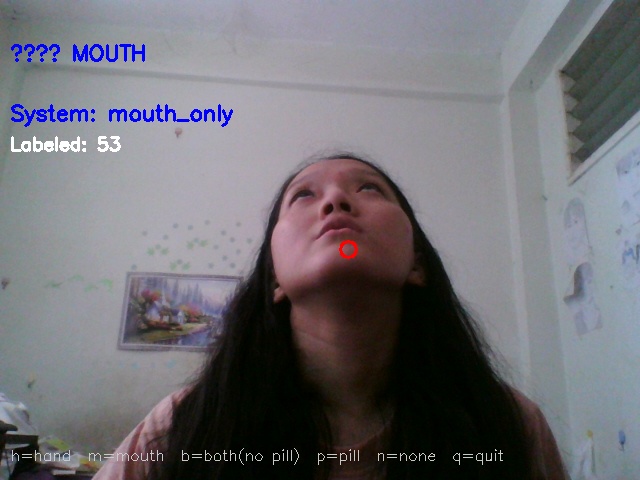 ???? MOUTH
System: mouth_only
Labeled: 53
h=hand m=mouth b=both(no pill) p=pill n=none q=quit